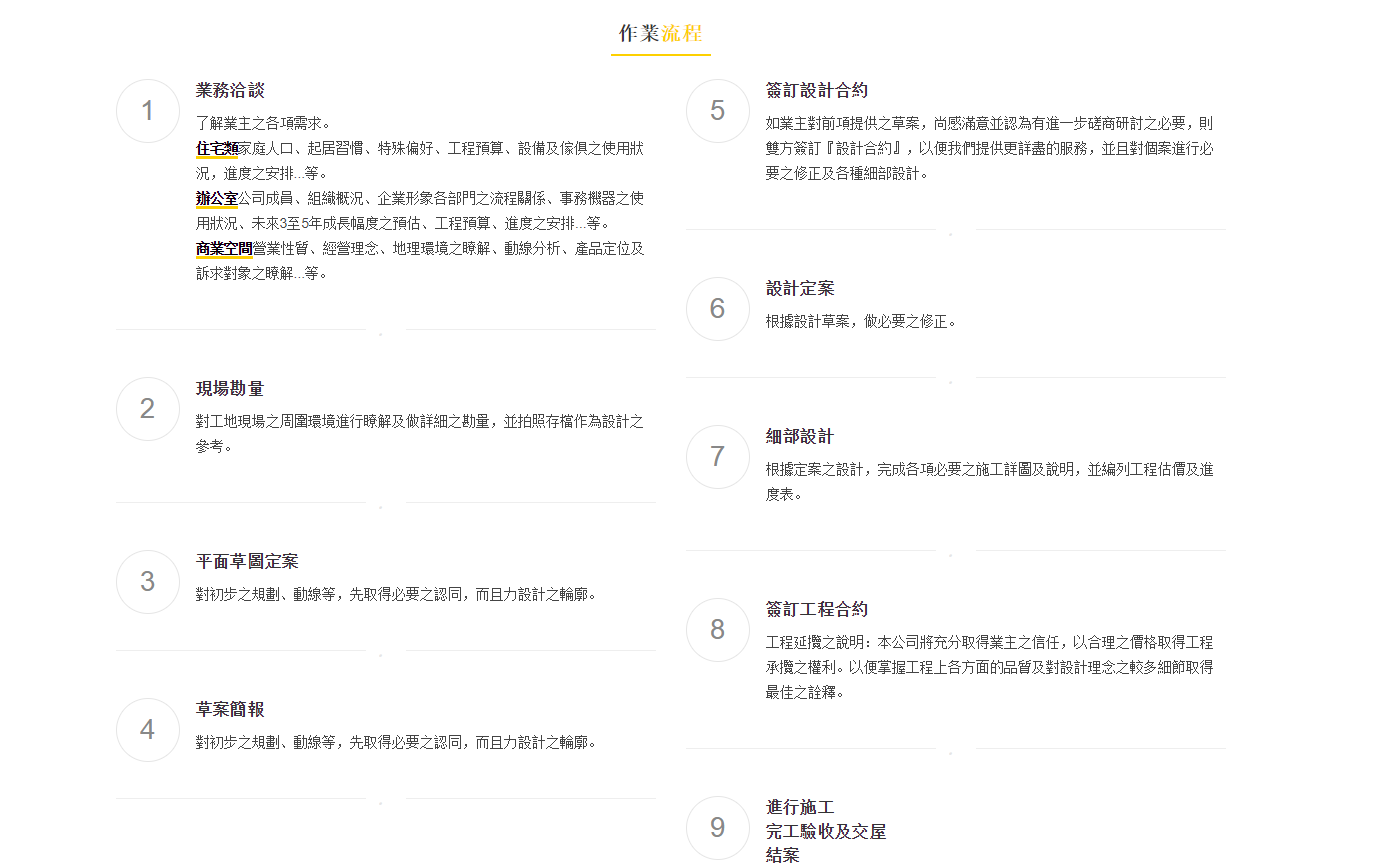 作業流程
1
業務洽談
了解業主之各項需求。
住宅類家庭人口、起居習慣、特殊偏好、工程預算、設備及傢俱之使用狀
況，進度之安排...等。
辦公室公司成員、組織概況、企業形象各部門之流程關係、事務機器之使
用狀況、未來3至5年成長幅度之預估、工程預算、進度之安排...等。
商業空間營業性質、經營理念、地理環境之瞭解、動線分析、產品定位及
訴求對象之瞭解...等。
2
現場勘量
對工地現場之周圍環境進行瞭解及做詳細之勘量，並拍照存檔作為設計之
參考。
3
平面草圖定案
對初步之規劃、動線等，先取得必要之認同，而且力設計之輪廓。
4
草案簡報
對初步之規劃、動線等，先取得必要之認同，而且力設計之輪廓。
5
簽訂設計合約
如業主對前項提供之草案，尚感滿意並認為有進一步磋商研討之必要，則
雙方簽訂『設計合約』，以便我們提供更詳盡的服務，並且對個案進行必
要之修正及各種細部設計。
6
設計定案
根據設計草案，做必要之修正。
7
細部設計
根據定案之設計，完成各項必要之施工詳圖及說明，並編列工程估價及進
度表。
8
簽訂工程合約
工程延攬之說明：本公司將充分取得業主之信任，以合理之價格取得工程
承攬之權利。以便掌握工程上各方面的品質及對設計理念之較多細節取得
最佳之詮釋。
9
進行施工
完工驗收及交屋
結案